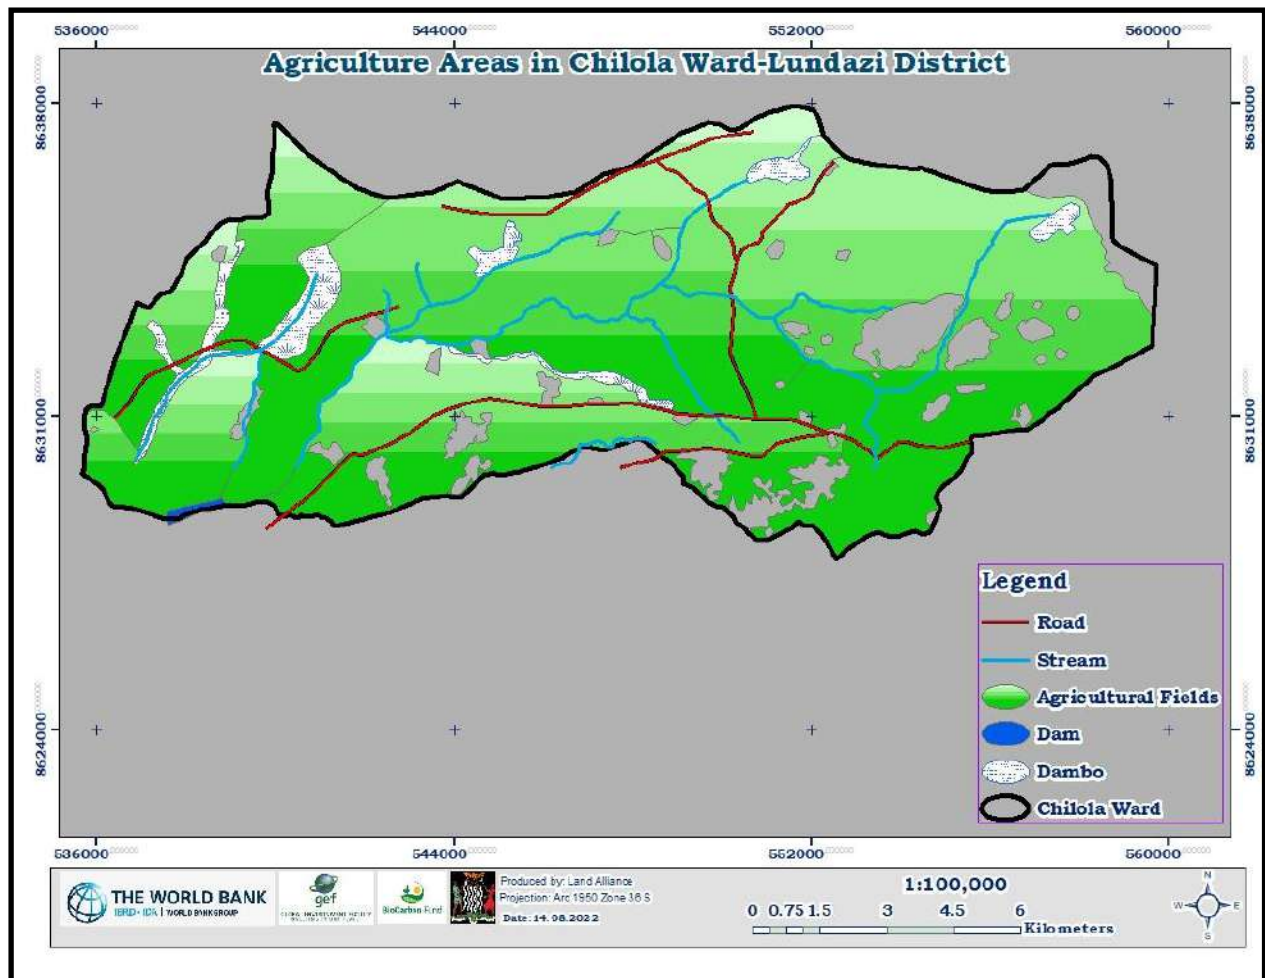 536000 544000 552000 560000
Agriculture Areas in Chilola Ward-Lundazi District
8638000 8638000
8631000 8631000
8624000 8624000
Legend
Road
Stream
Agricultural Fields
Dam
Dambo
Chilola Ward
536000 544000 552000 560000
THE WORLD BANK
IBRD • IDA | WORLD BANK GROUP
gef
BioCarbon Fund
Produced by: Land Alliance
Projection: Arc 1950 Zone 36 S
Date: 14.08.2022
1:100,000
0 0.75 1.5 3 4.5 6
Kilometers
N
W E
S